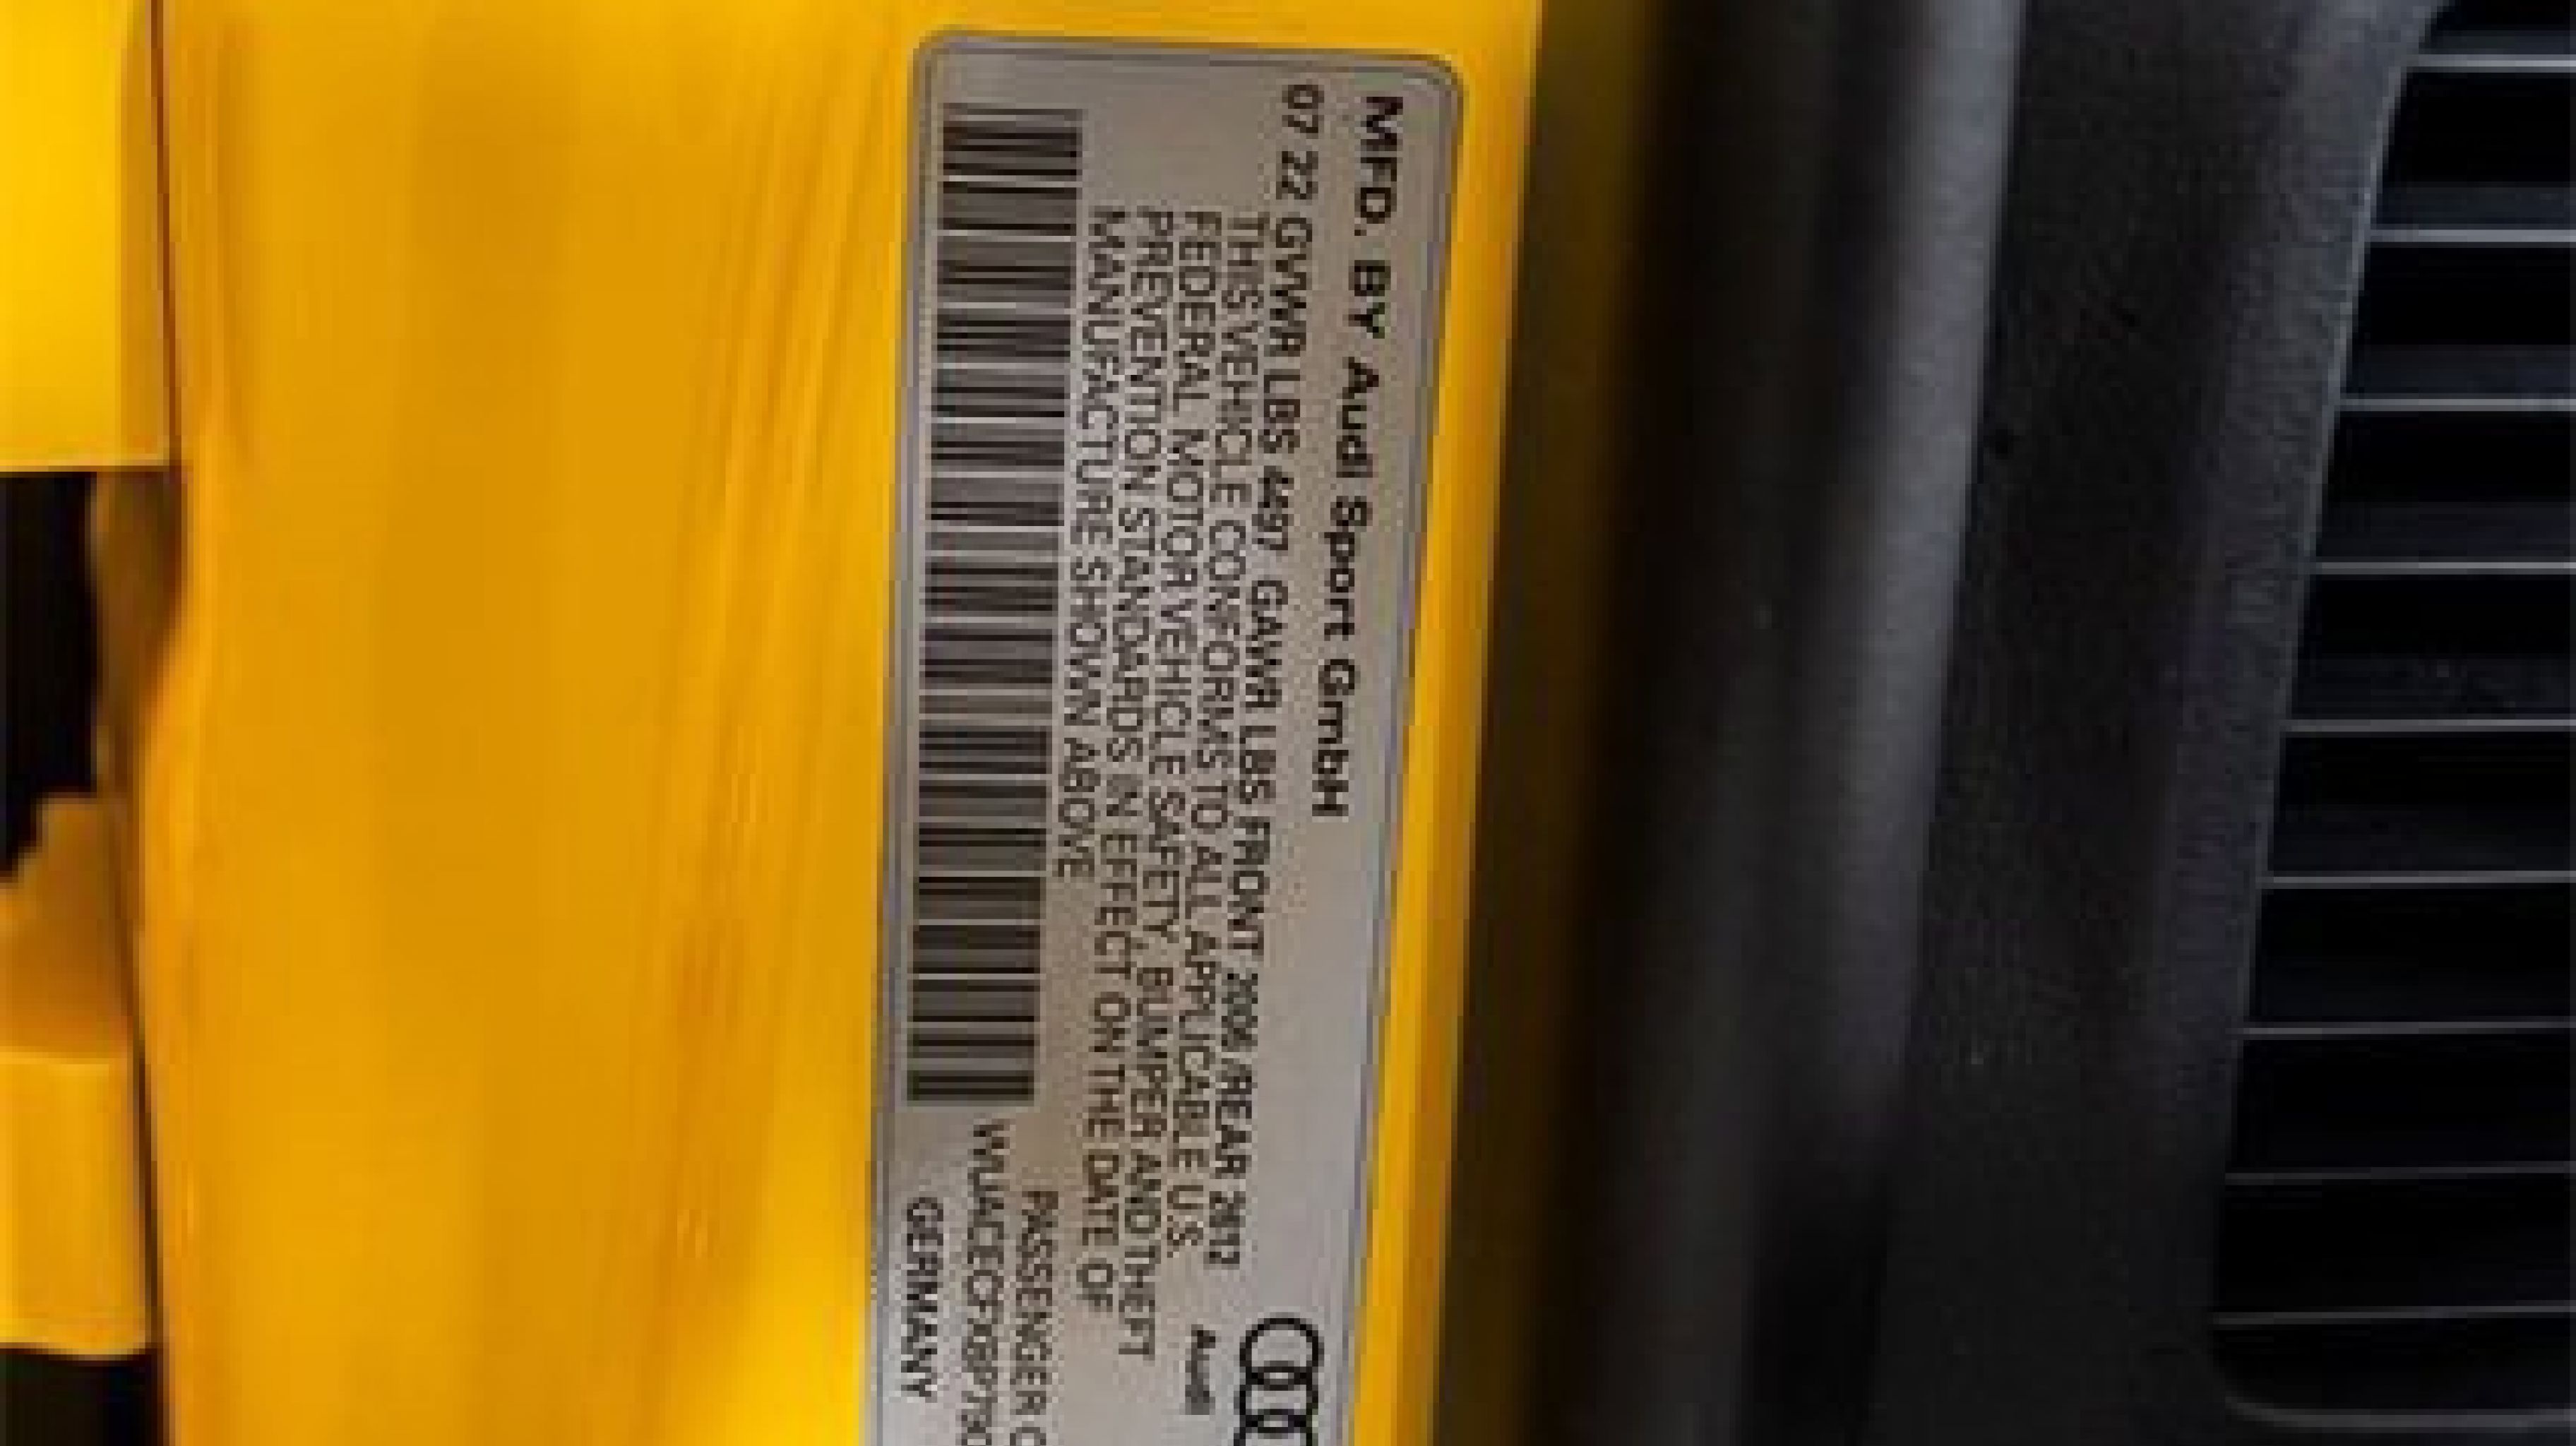 MFD. BY Audi Sport GmbH
07 22 GVWR LBS 4497 GAWR LBS FRONT 2006 /REAR 2612
THIS VEHICLE CONFORMS TO ALL APPLICABLE U.S.
FEDERAL MOTOR VEHICLE SAFETY, BUMPER AND THEFT
PREVENTION STANDARDS IN EFFECT ON THE DATE OF
MANUFACTURE SHOWN ABOVE
Audi
PASSENGER
GERMANY